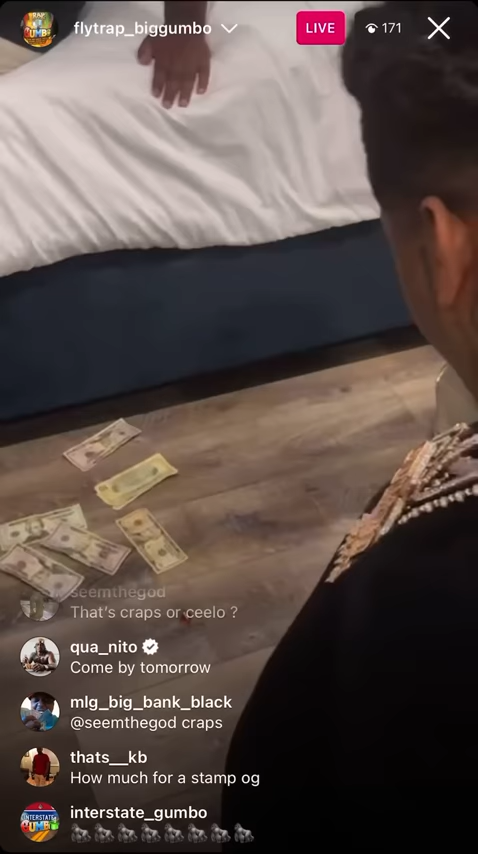 flytrap_biggumbo
LIVE
171
seemthegod
That's craps or ceelo ?
qua_nito
Come by tomorrow
mlg_big_bank_black
@seemthegod craps
thats__kb
How much for a stamp og
interstate_gumbo
🦍🦍🦍🦍🦍🦍🦍🦍